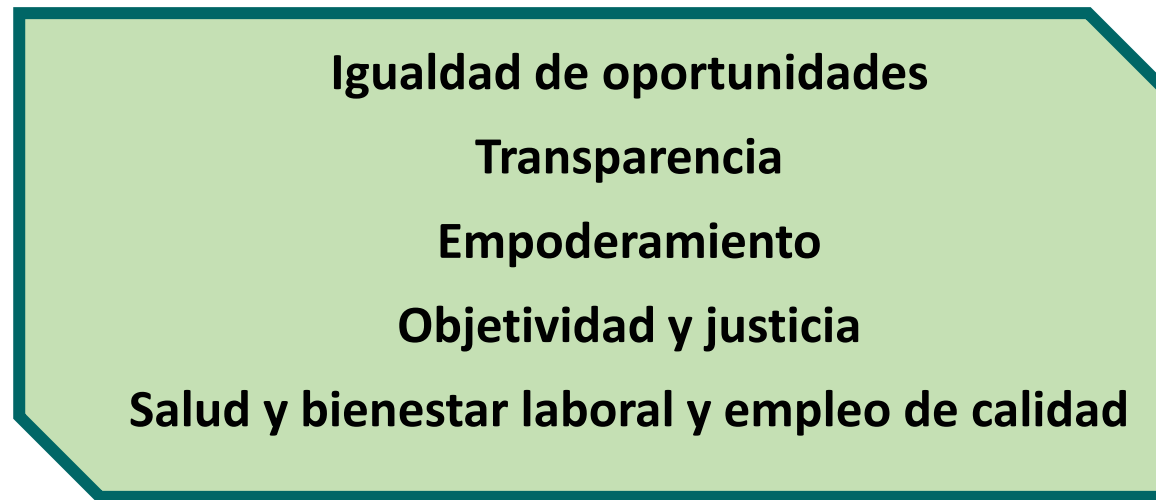 Igualdad de oportunidades
Transparencia
Empoderamiento
Objetividad y justicia
Salud y bienestar laboral y empleo de calidad